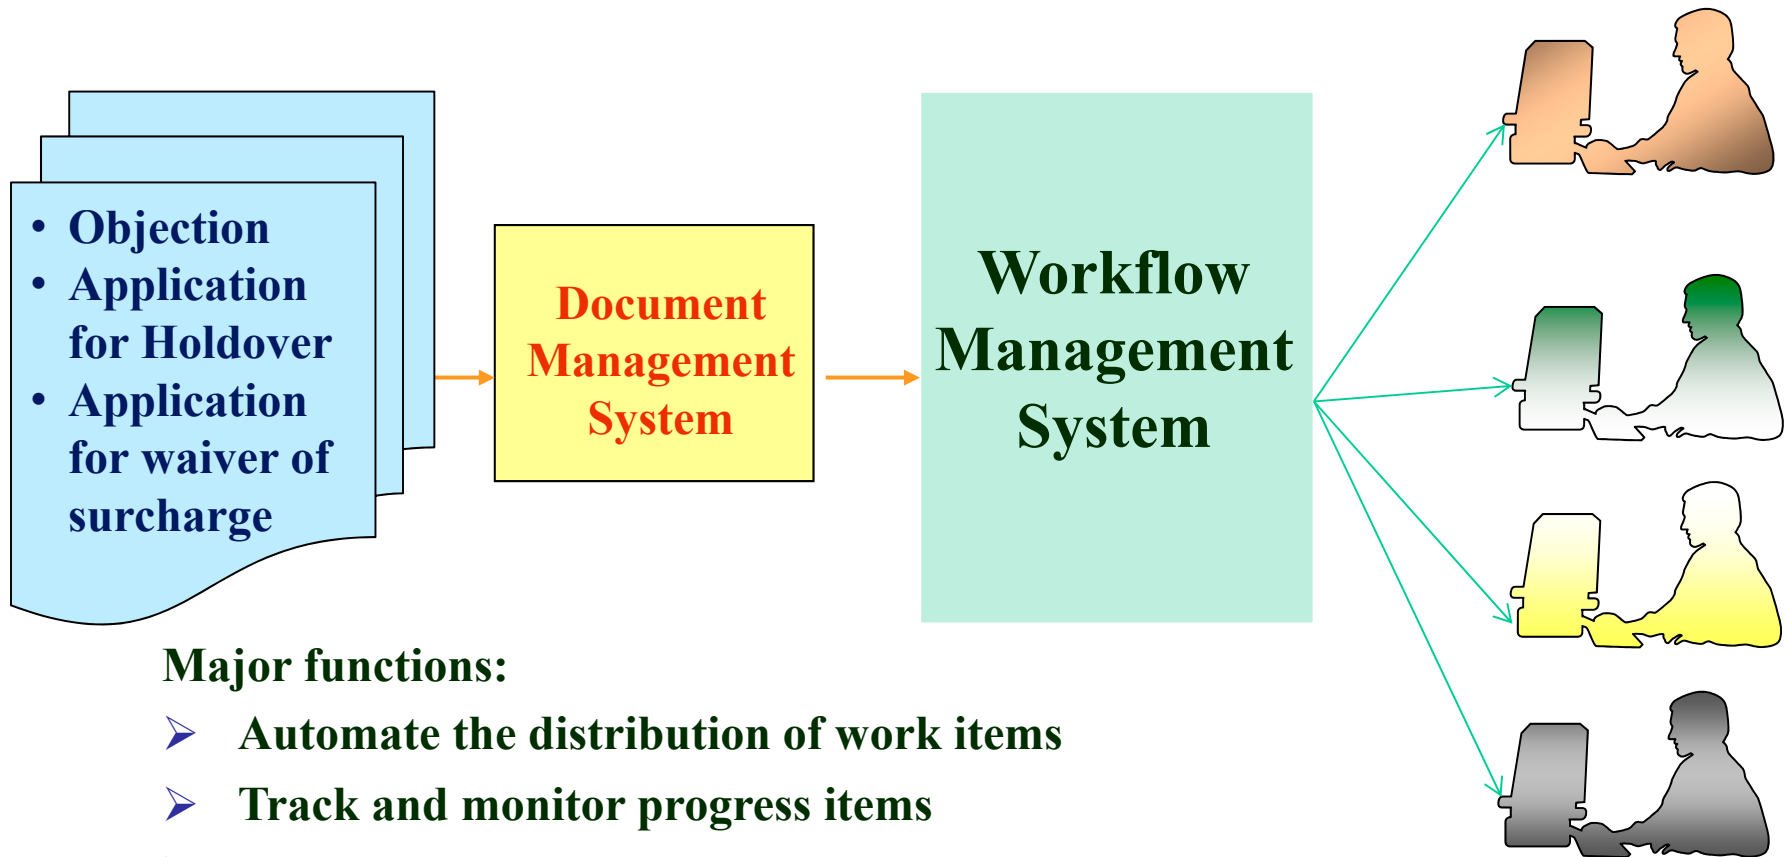 • Objection
• Application
for Holdover
• Application
for waiver of
surcharge
Document
Management
System
Workflow
Management
System
Major functions:
➢ Automate the distribution of work items
➢ Track and monitor progress items